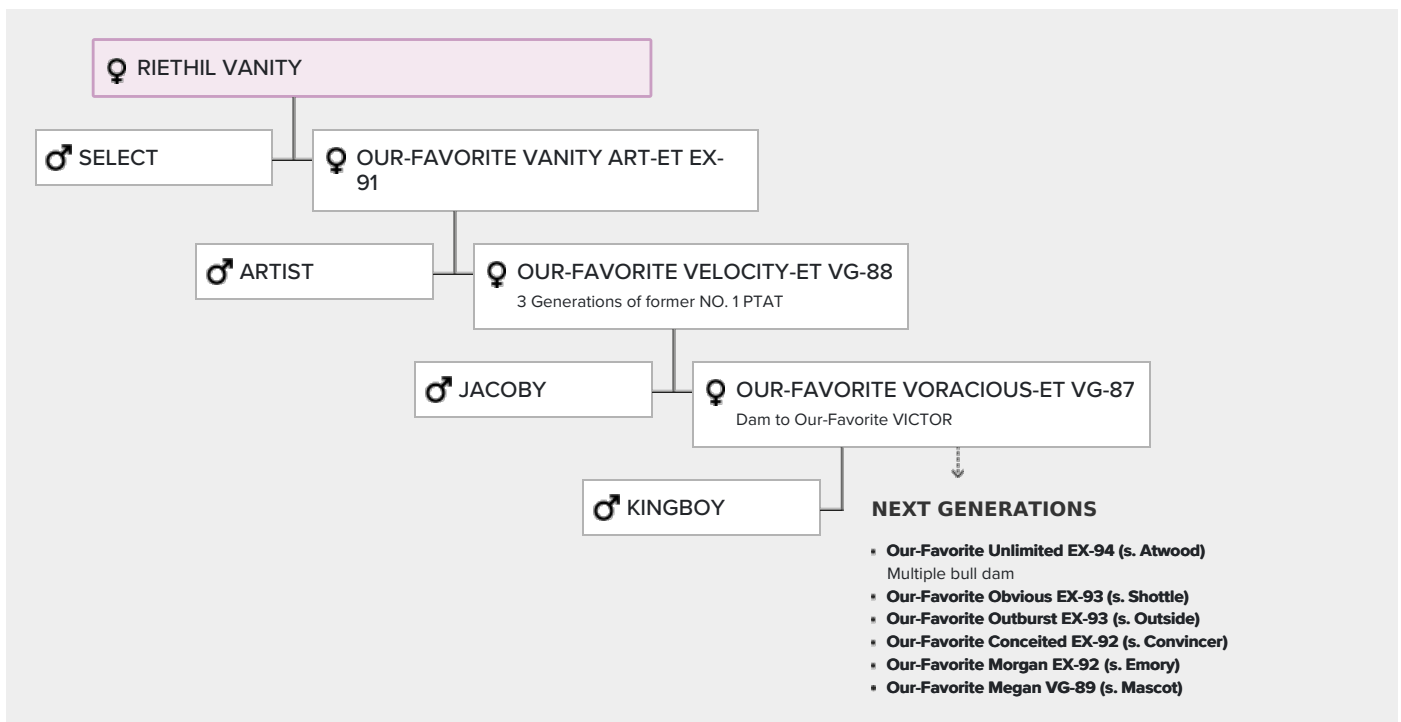 RIETHIL VANITY
SELECT
OUR-FAVORITE VANITY ART-ET EX-
91
ARTIST
OUR-FAVORITE VELOCITY-ET VG-88
3 Generations of former NO. 1 PTAT
JACOBY
OUR-FAVORITE VORACIOUS-ET VG-87
Dam to Our-Favorite VICTOR
KINGBOY
NEXT GENERATIONS
Our-Favorite Unlimited EX-94 (s. Atwood)
Multiple bull dam
Our-Favorite Obvious EX-93 (s. Shottle)
Our-Favorite Outburst EX-93 (s. Outside)
Our-Favorite Conceited EX-92 (s. Convincer)
Our-Favorite Morgan EX-92 (s. Emory)
Our-Favorite Megan VG-89 (s. Mascot)